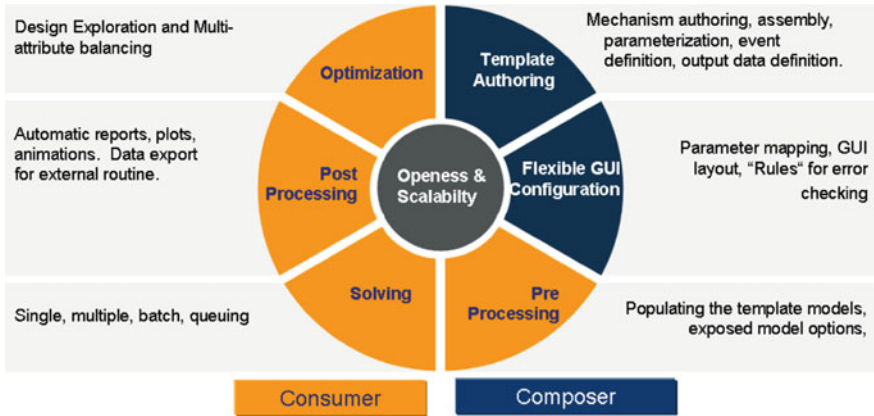 Design Exploration and Multi-
attribute balancing
Optimization
Template
Authoring
Mechanism authoring, assembly,
parameterization, event
definition, output data definition.
Automatic reports, plots,
animations. Data export
for external routine.
Post
Processing
Openess &
Scalabilty
Flexible GUI
Configuration
Parameter mapping, GUI
layout, “Rules“ for error
checking
Single, multiple, batch, queuing
Solving
Pre
Processing
Populating the template models,
exposed model options,
Consumer
Composer